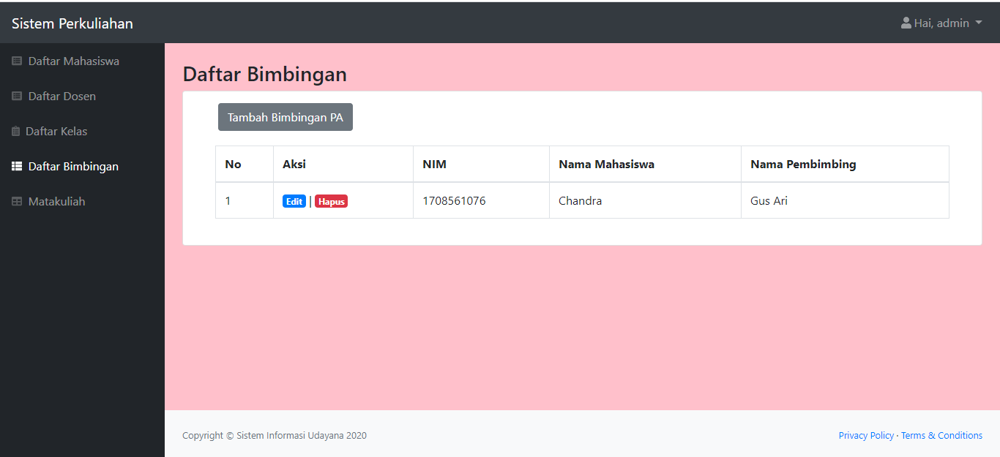 Sistem Perkuliahan
Hai, admin
Daftar Mahasiswa
Daftar Dosen
Daftar Kelas
Daftar Bimbingan
Matakuliah
Daftar Bimbingan
Tambah Bimbingan PA
No Aksi NIM Nama Mahasiswa Nama Pembimbing
1 Edit | Hapus 1708561076 Chandra Gus Ari
Copyright © Sistem Informasi Udayana 2020
Privacy Policy · Terms & Conditions